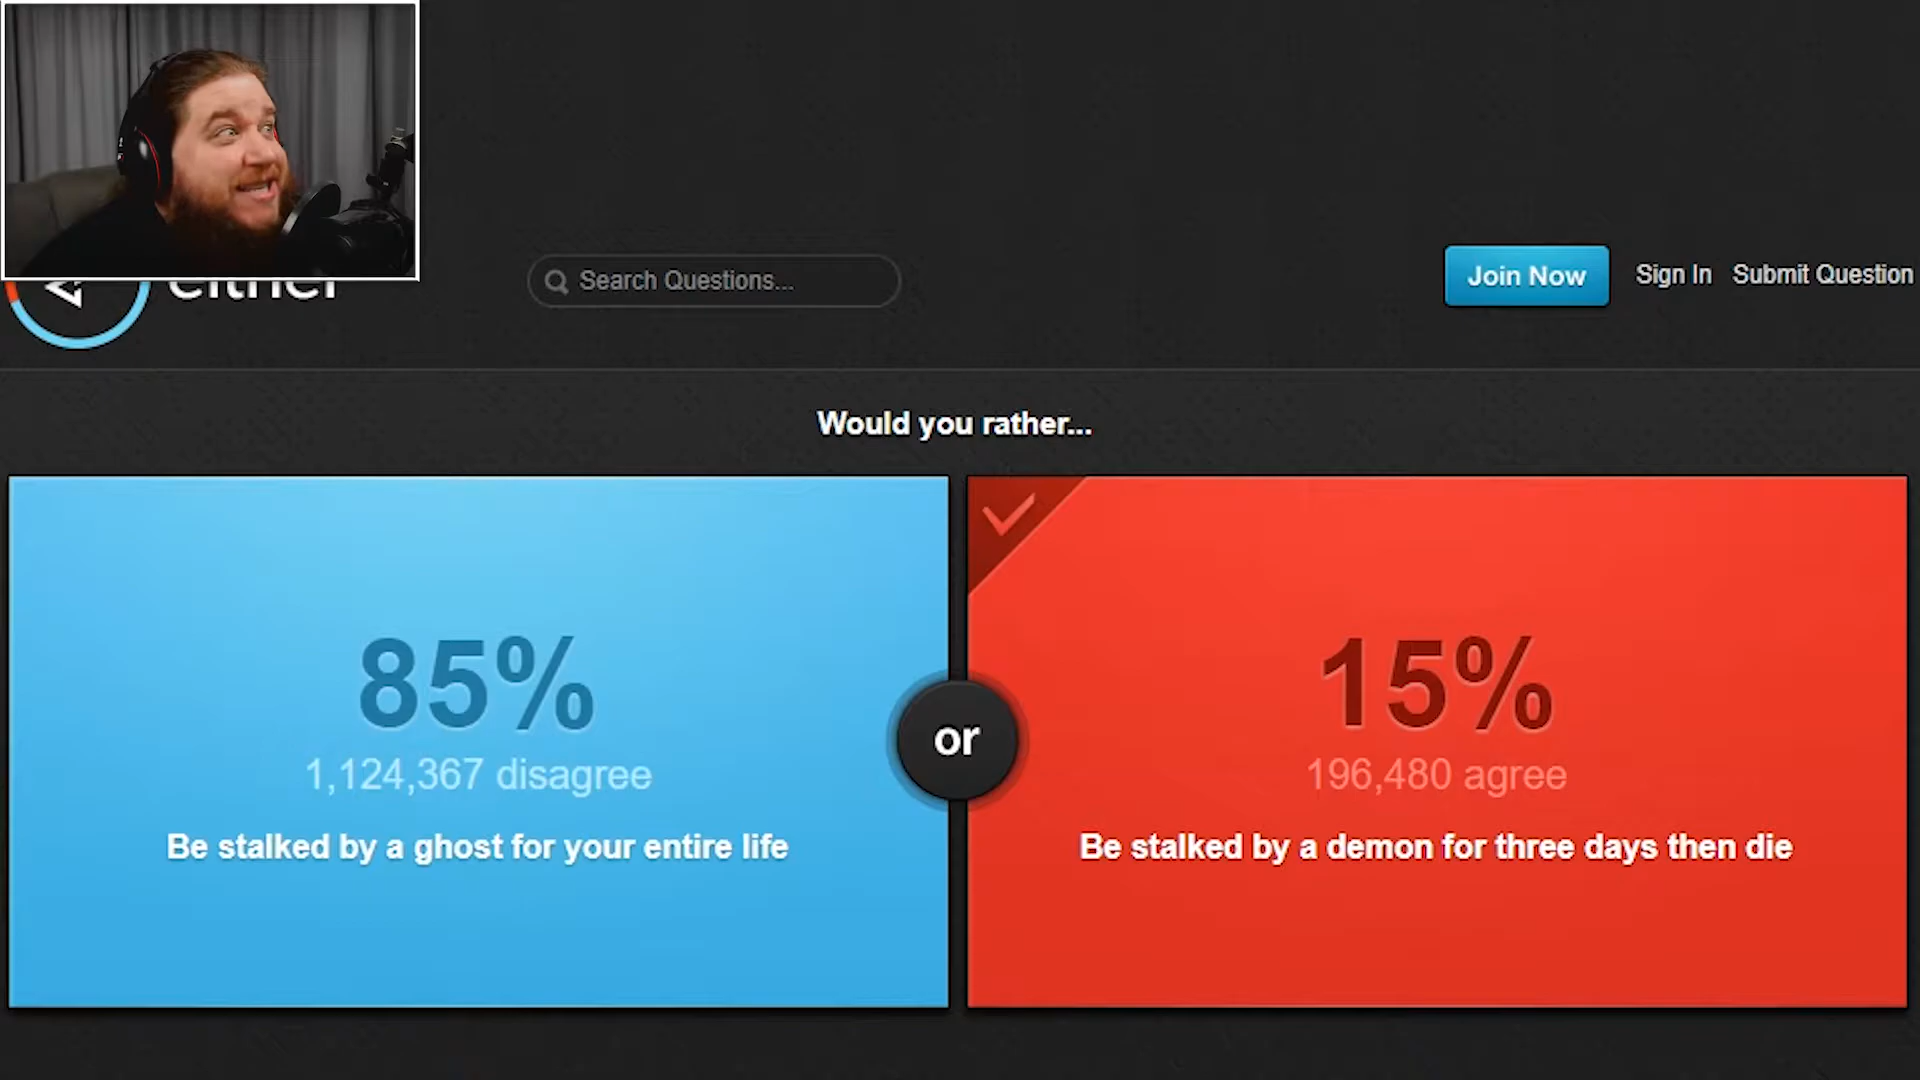 either
Search Questions...
Join Now
Sign In
Submit Question
Would you rather...
85%
1,124,367 disagree
Be stalked by a ghost for your entire life
or
15%
196,480 agree
Be stalked by a demon for three days then die